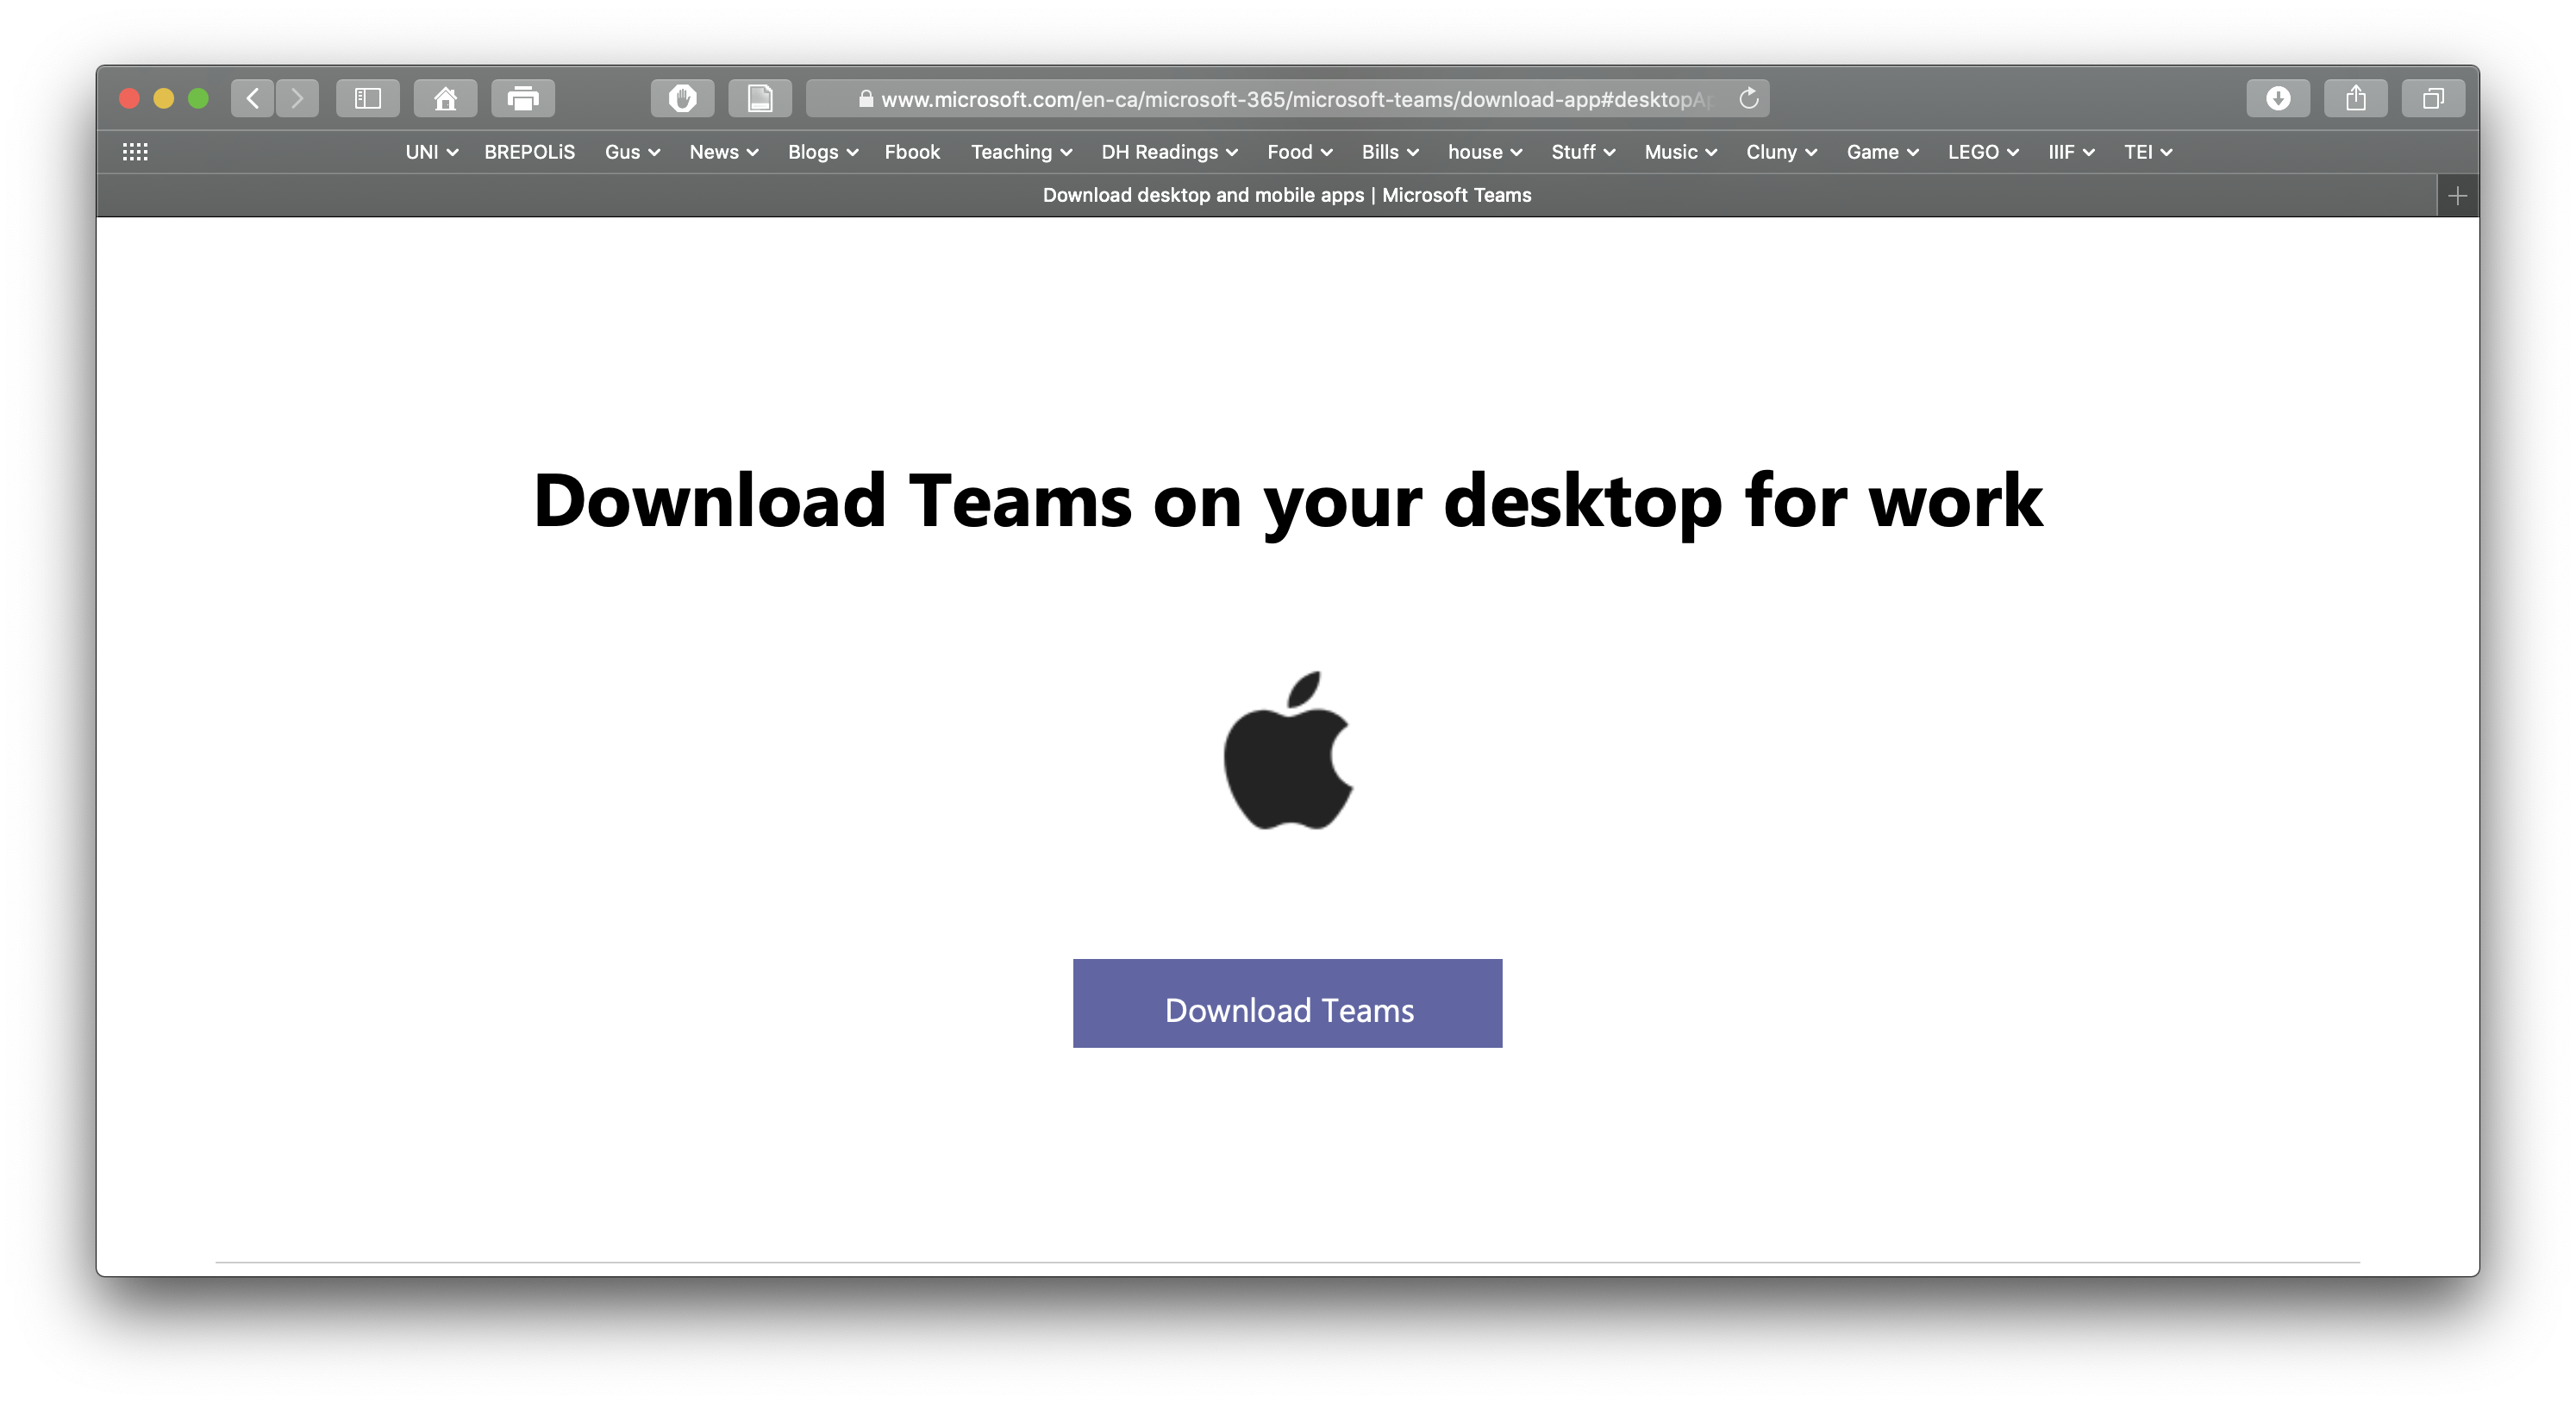 www.microsoft.com/en-ca/microsoft-365/microsoft-teams/download-app#desktopAp
UNI BREPOLiS Gus News Blogs Fbook Teaching DH Readings Food Bills house Stuff Music Cluny Game LEGO IIIF TEI
Download desktop and mobile apps | Microsoft Teams
Download Teams on your desktop for work
Download Teams